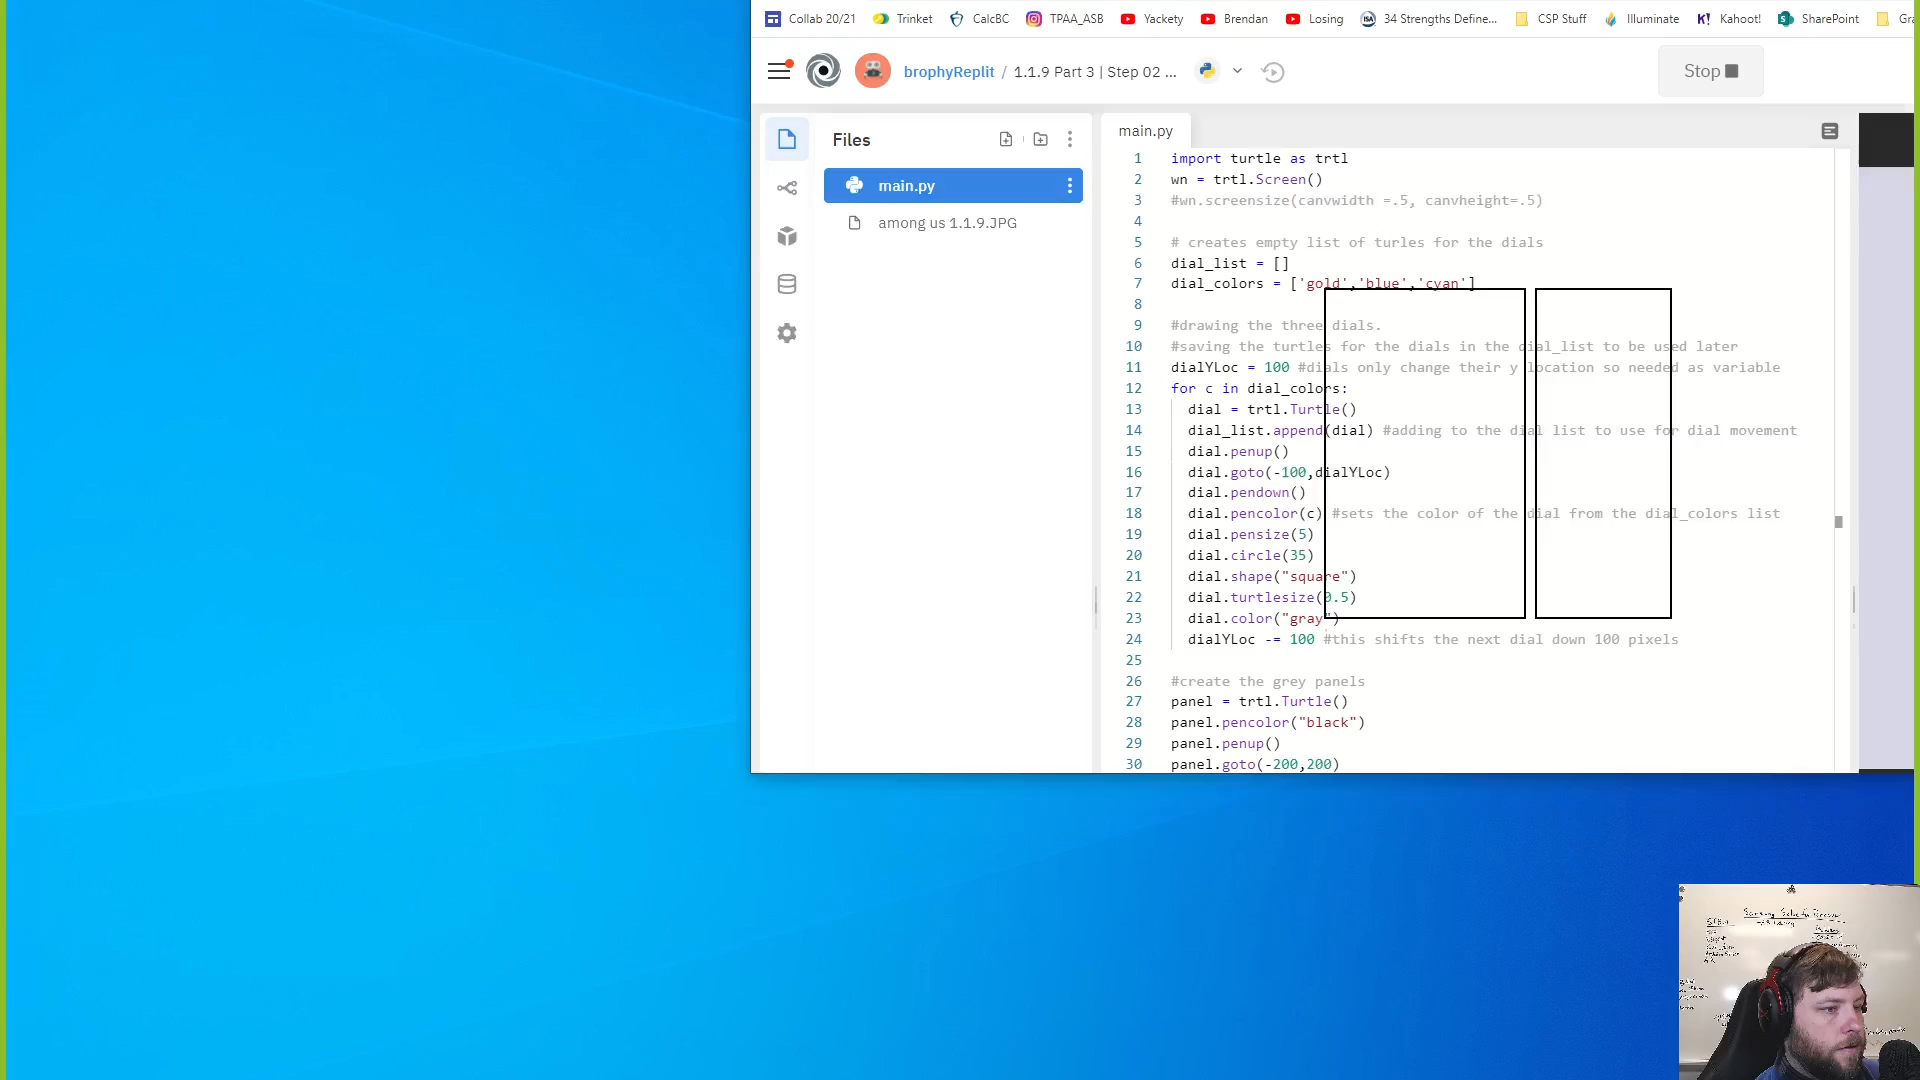 Collab 20/21 Trinket CalcBC TPAA_ASB Yackety Brendan Losing 34 Strengths Define... CSP Stuff Illuminate Kahoot! SharePoint Gr
brophyReplit / 1.1.9 Part 3 | Step 02 ... Stop
Files
main.py
among us 1.1.9.JPG
main.py
1 import turtle as trtl
2 wn = trtl.Screen()
3 #wn.screensize(canvwidth =.5, canvheight=.5)
4
5 # creates empty list of turles for the dials
6 dial_list = []
7 dial_colors = ['gold','blue','cyan']
8
9 #drawing the three dials.
10 #saving the turtles for the dials in the dial_list to be used later
11 dialYLoc = 100 #dials only change their y location so needed as variable
12 for c in dial_colors:
13 dial = trtl.Turtle()
14 dial_list.append(dial) #adding to the dial list to use for dial movement
15 dial.penup()
16 dial.goto(-100,dialYLoc)
17 dial.pendown()
18 dial.pencolor(c) #sets the color of the dial from the dial_colors list
19 dial.pensize(5)
20 dial.circle(35)
21 dial.shape("square")
22 dial.turtlesize(0.5)
23 dial.color("gray")
24 dialYLoc -= 100 #this shifts the next dial down 100 pixels
25
26 #create the grey panels
27 panel = trtl.Turtle()
28 panel.pencolor("black")
29 panel.penup()
30 panel.goto(-200,200)